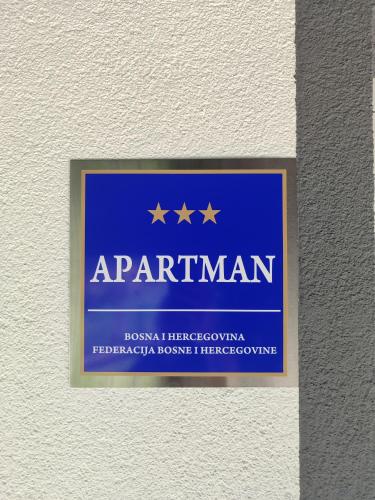 APARTMAN
BOSNA I HERCEGOVINA
FEDERACIJA BOSNE I HERCEGOVINE